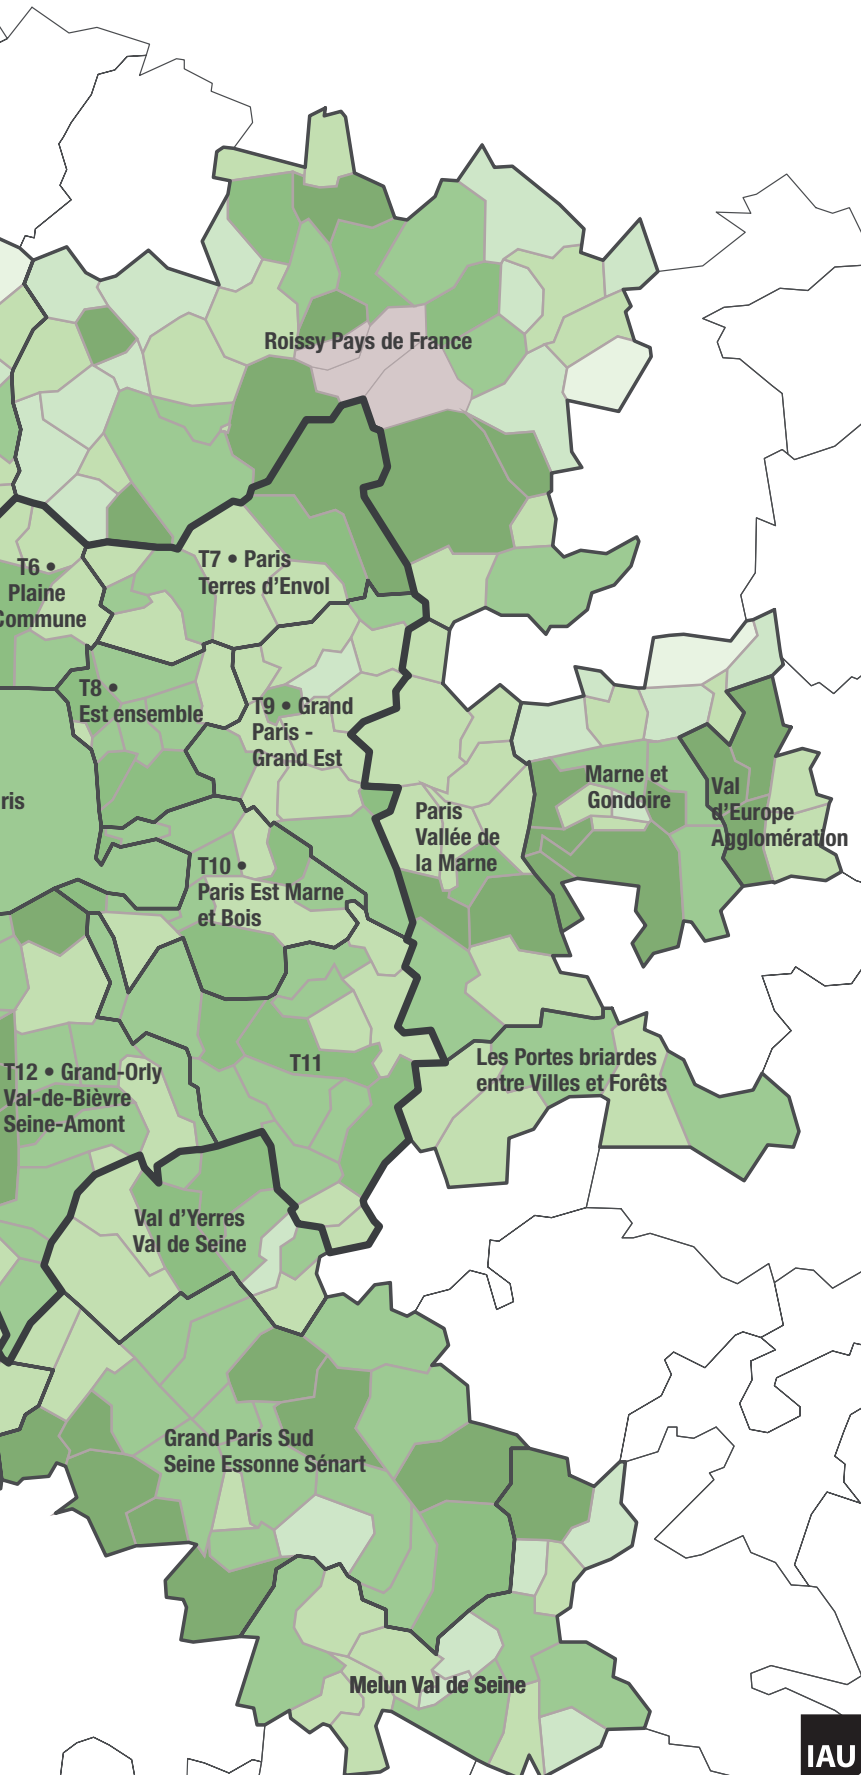 Roissy Pays de France
T6 •
Plaine
Commune
T7 • Paris
Terres d'Envol
T8 •
Est ensemble
T9 • Grand
Paris -
Grand Est
ris
Marne et
Gondoire
Val
d'Europe
Agglomération
Paris
Vallée de
la Marne
T10 •
Paris Est Marne
et Bois
T11
Les Portes briardes
entre Villes et Forêts
T12 • Grand-Orly
Val-de-Bièvre
Seine-Amont
Val d'Yerres
Val de Seine
Grand Paris Sud
Seine Essonne Sénart
Melun Val de Seine
IAU